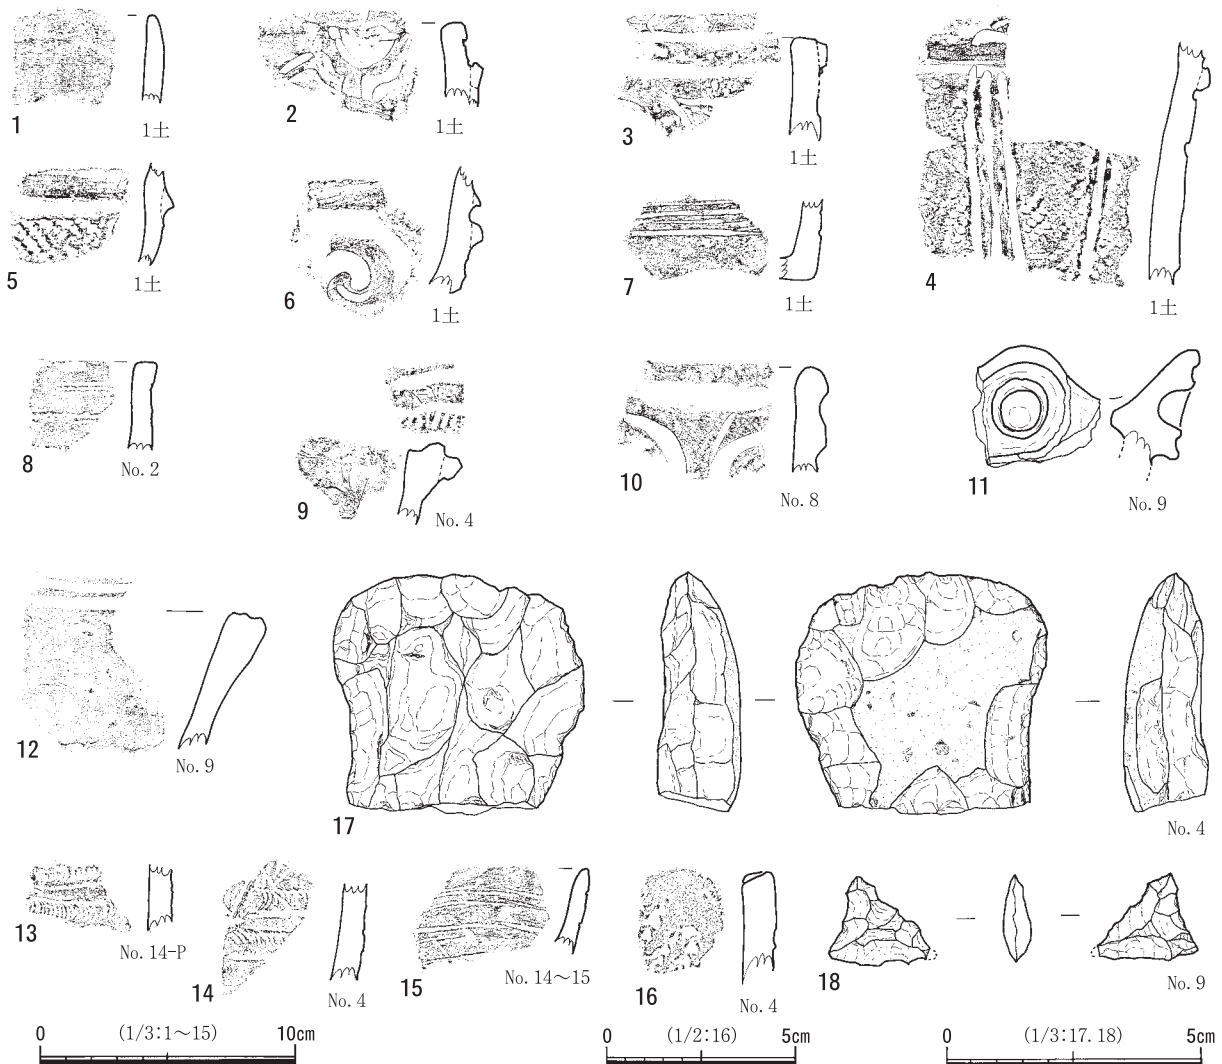 1
1土
2
1土
3
1土
4
1土
5
1土
6
1土
7
1土
8
No.2
9
No.4
10
No.8
11
No.9
12
No.9
17
No.4
13
No.14-P
14
No.4
15
No.14～15
16
No.4
18
No.9
0 (1/3:1～15) 10cm
0 (1/2:16) 5cm
0 (1/3:17.18) 5cm